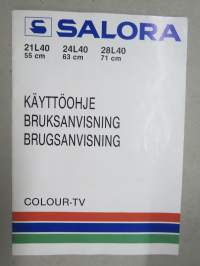 SALORA
21L40 24L40 28L40
55 cm 63 cm 71 cm
KÄYTTÖOHJE
BRUKSANVISNING
BRUGSANVISNING
COLOUR-TV